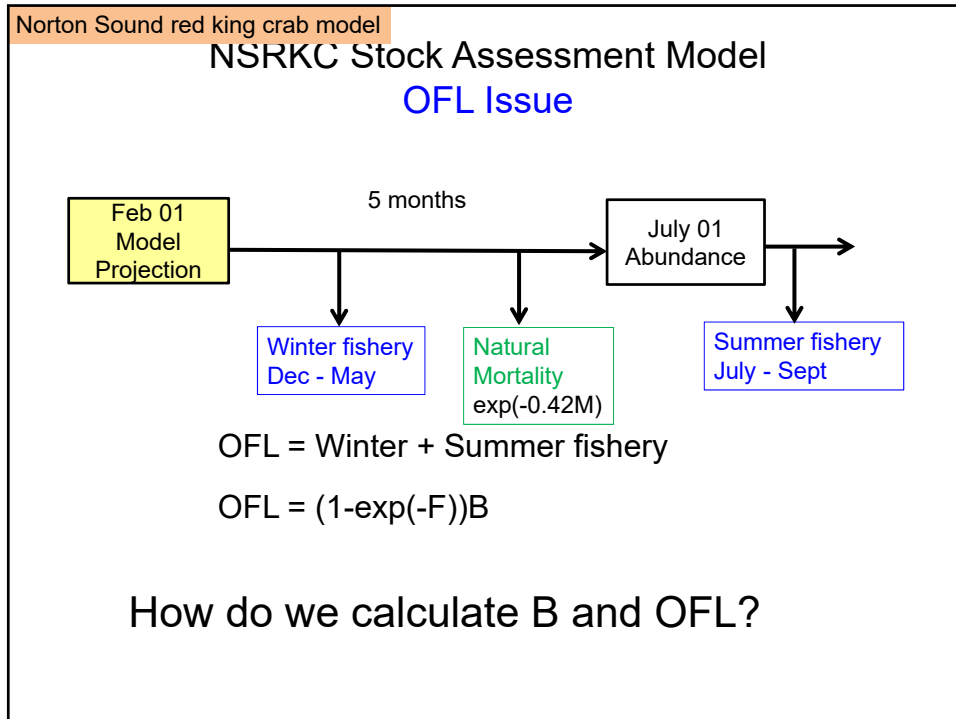 Norton Sound red king crab model
NSRKC Stock Assessment Model
OFL Issue
5 months
Feb 01
Model
Projection
July 01
Abundance
Winter fishery
Dec - May
Natural
Mortality
exp(-0.42M)
Summer fishery
July - Sept
OFL = Winter + Summer fishery
OFL = (1-exp(-F))B
How do we calculate B and OFL?